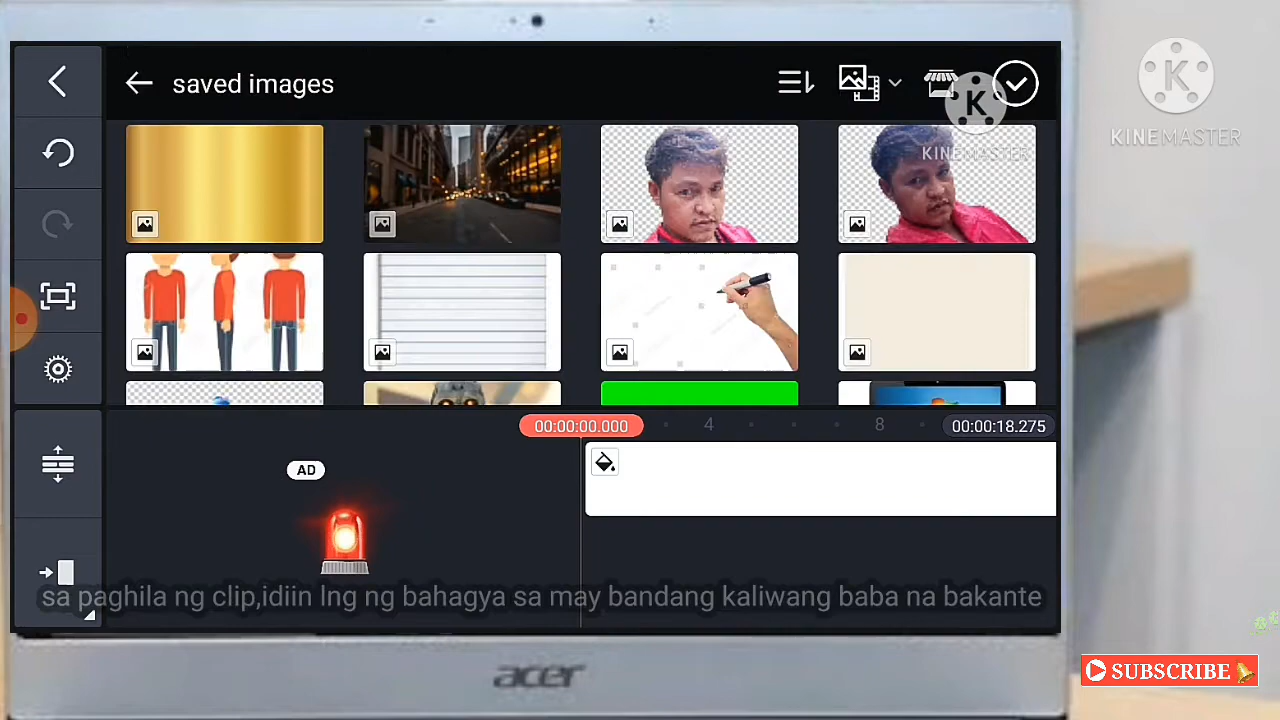 saved images
KINEMASTER
KINEMASTER
00:00:00.000
4
8
00:00:18.275
AD
sa paghila ng clip,idiin lng ng bahagya sa may bandang kaliwang baba na bakante
acer
SUBSCRIBE